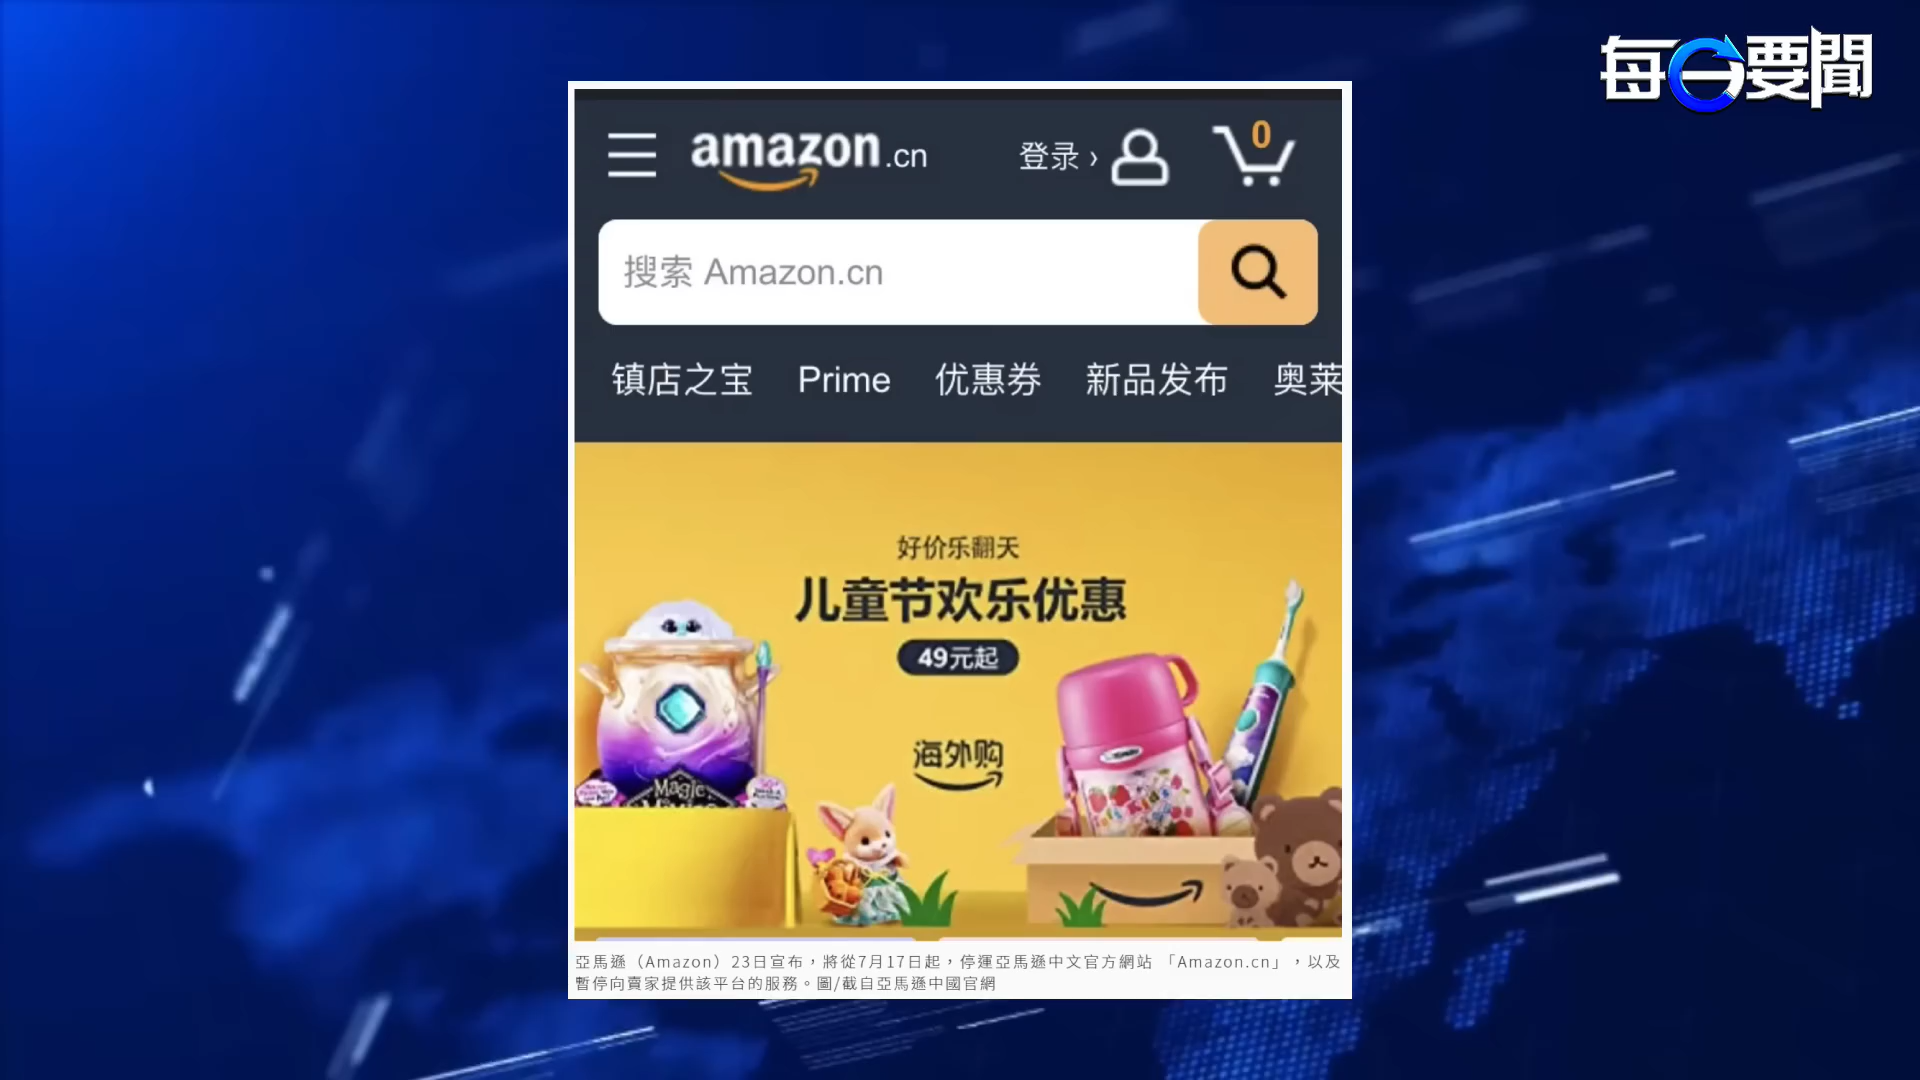 每日要聞
amazon.cn
登录 ›
0
搜索 Amazon.cn
镇店之宝 Prime 优惠券 新品发布 奥莱
好价乐翻天
儿童节欢乐优惠
49元起
海外购
Magic
亞馬遜（Amazon）23日宣布，將從7月17日起，停運亞馬遜中文官方網站 「Amazon.cn」，以及
暫停向賣家提供該平台的服務。圖/截自亞馬遜中國官網